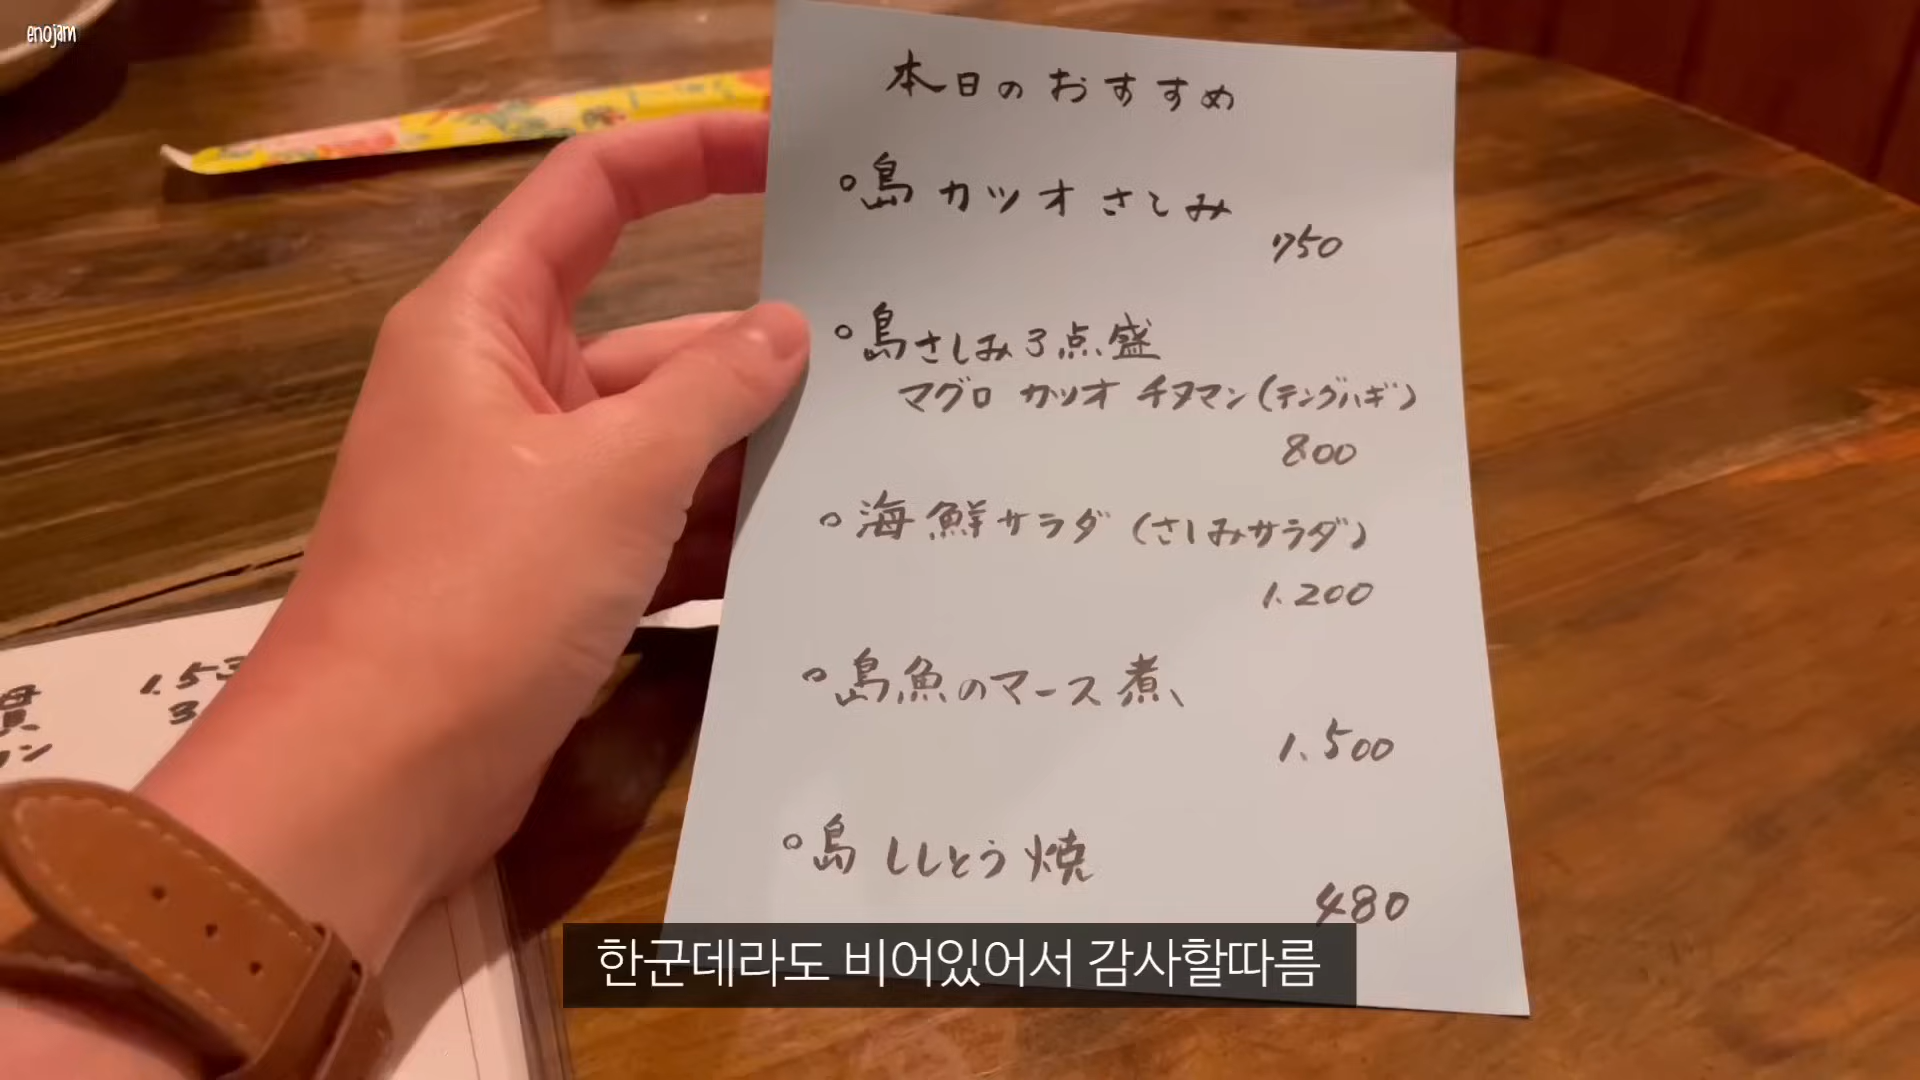 enojam
本日のおすすめ
°島カツオさしみ
750
°島さしみ3点盛
マグロ カツオ チヌマン(テングハギ)
800
°海鮮サラダ(さしみサラダ)
1.200
°島魚のマース煮
1.500
°島ししとう焼
480
1.53
3
한군데라도 비어있어서 감사할따름